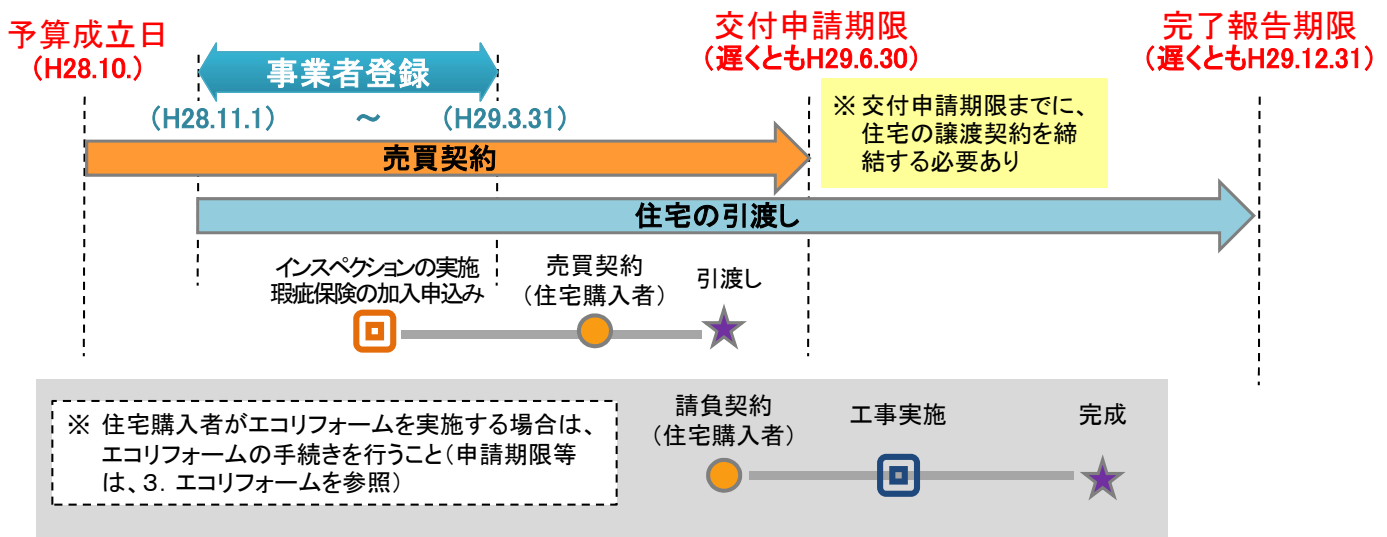 予算成立日
(H28.10.)
事業者登録
(H28.11.1) ～ (H29.3.31)
交付申請期限
(遅くともH29.6.30)
完了報告期限
(遅くともH29.12.31)
※ 交付申請期限までに、
住宅の譲渡契約を締
結する必要あり
売買契約
住宅の引渡し
インスペクションの実施
瑕疵保険の加入申込み
売買契約
（住宅購入者）
引渡し
※ 住宅購入者がエコリフォームを実施する場合は、
エコリフォームの手続きを行うこと（申請期限等
は、３．エコリフォームを参照）
請負契約
（住宅購入者）
工事実施
完成